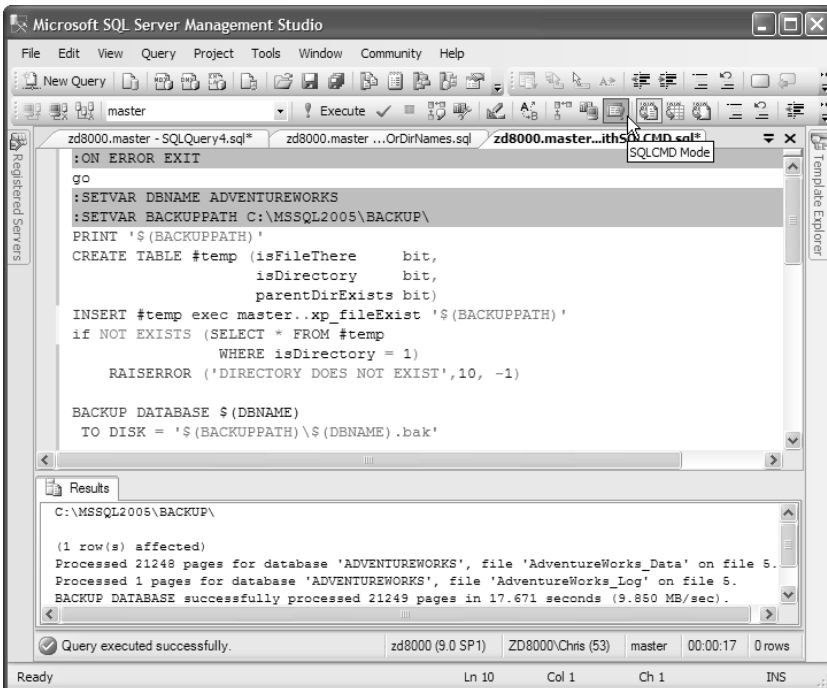 Microsoft SQL Server Management Studio
File Edit View Query Project Tools Window Community Help
New Query
master Execute
zd8000.master - SQLQuery4.sql* zd8000.master ...OrDirNames.sql zd8000.master...ithSQLCMD.sql*
SQLCMD Mode
Registered Servers
Template Explorer
:ON ERROR EXIT
go
:SETVAR DBNAME ADVENTUREWORKS
:SETVAR BACKUPPATH C:\MSSQL2005\BACKUP\
PRINT '$(BACKUPPATH)'
CREATE TABLE #temp (isFileThere bit,
isDirectory bit,
parentDirExists bit)
INSERT #temp exec master..xp_fileExist '$(BACKUPPATH)'
if NOT EXISTS (SELECT * FROM #temp
WHERE isDirectory = 1)
RAISERROR ('DIRECTORY DOES NOT EXIST',10, -1)
BACKUP DATABASE $(DBNAME)
TO DISK = '$(BACKUPPATH)\$(DBNAME).bak'
Results
C:\MSSQL2005\BACKUP\
(1 row(s) affected)
Processed 21248 pages for database 'ADVENTUREWORKS', file 'AdventureWorks_Data' on file 5.
Processed 1 pages for database 'ADVENTUREWORKS', file 'AdventureWorks_Log' on file 5.
BACKUP DATABASE successfully processed 21249 pages in 17.671 seconds (9.850 MB/sec).
Query executed successfully. zd8000 (9.0 SP1) ZD8000\Chris (53) master 00:00:17 0 rows
Ready Ln 10 Col 1 Ch 1 INS